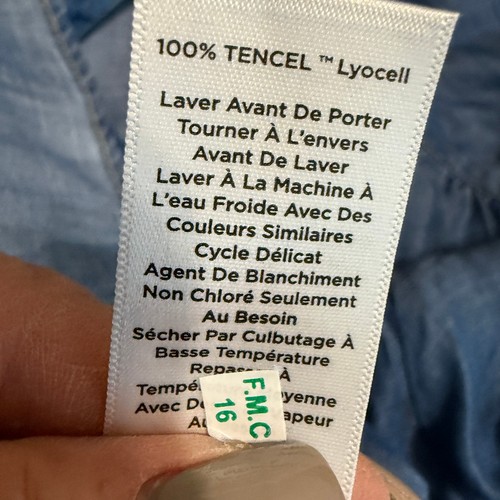 100% TENCEL ™ Lyocell
Laver Avant De Porter
Tourner À L'envers
Avant De Laver
Laver À La Machine À
L'eau Froide Avec Des
Couleurs Similaires
Cycle Délicat
Agent De Blanchiment
Non Chloré Seulement
Au Besoin
Sécher Par Culbutage À
Basse Température
À
Avec
F.M.C
16